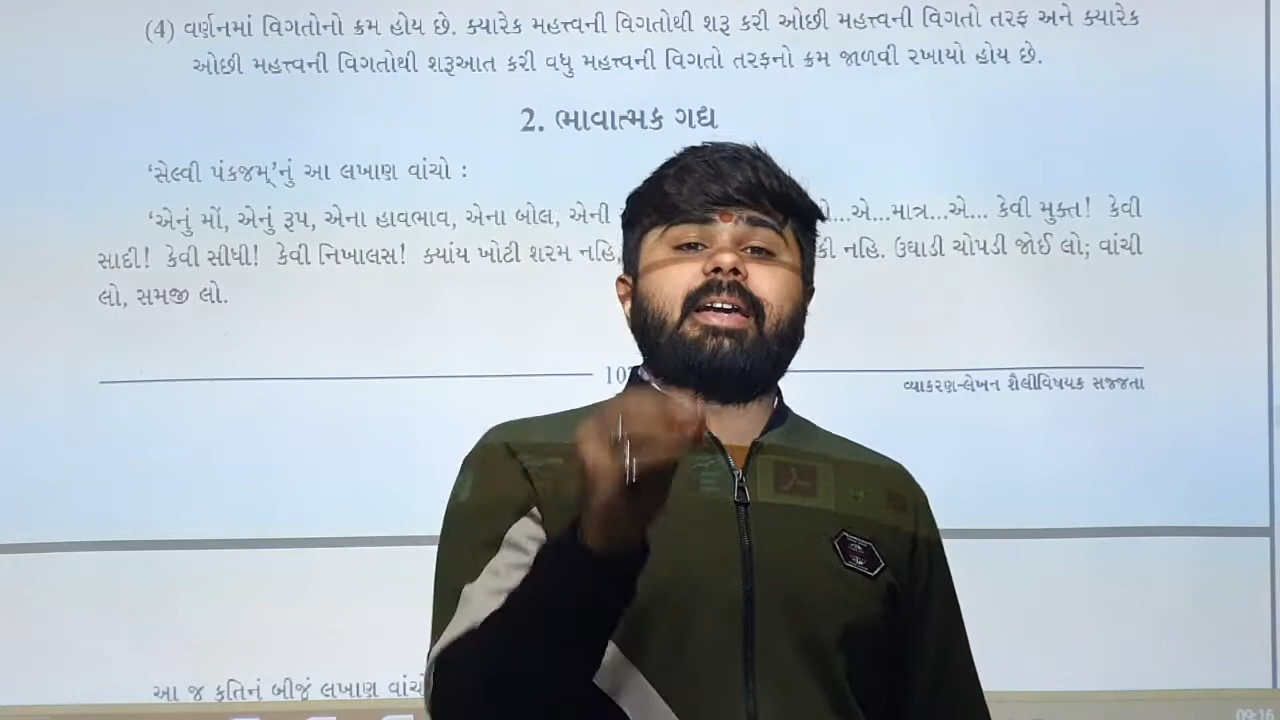 (4) વર્ણનમાં વિગતોનો ક્રમ હોય છે. ક્યારેક મહત્ત્વની વિગતોથી શરૂ કરી ઓછી મહત્ત્વની વિગતો તરફ અને ક્યારેક
ઓછી મહત્ત્વની વિગતોથી શરૂઆત કરી વધુ મહત્ત્વની વિગતો તરફનો ક્રમ જાળવી રખાયો હોય છે.
2. ભાવાત્મક ગદ્ય
‘સેલ્વી પંકજમ્’નું આ લખાણ વાંચો :
‘એનું મોં, એનું રૂપ, એના હાવભાવ, એના બોલ, એની ...એ...માત્ર...એ... કેવી મુક્ત! કેવી
સાદી! કેવી સીધી! કેવી નિખાલસ! ક્યાંય ખોટી શરમ નહિ, નહિ. ઉઘાડી ચોપડી જોઈ લો; વાંચી
લો, સમજી લો.
વ્યાકરણ-લેખન શૈલીવિષયક સજ્જતા
આ જ કૃતિનું બીજું લખાણ વાંચો
09:16